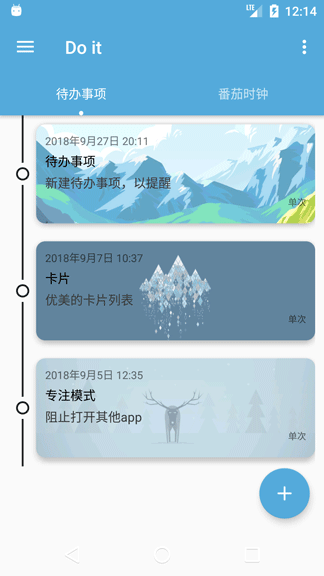 LTE 12:14
Do it
待办事项 番茄时钟
2018年9月27日 20:11
待办事项
新建待办事项，以提醒
单次
2018年9月7日 10:37
卡片
优美的卡片列表
单次
2018年9月5日 12:35
专注模式
阻止打开其他app
单次